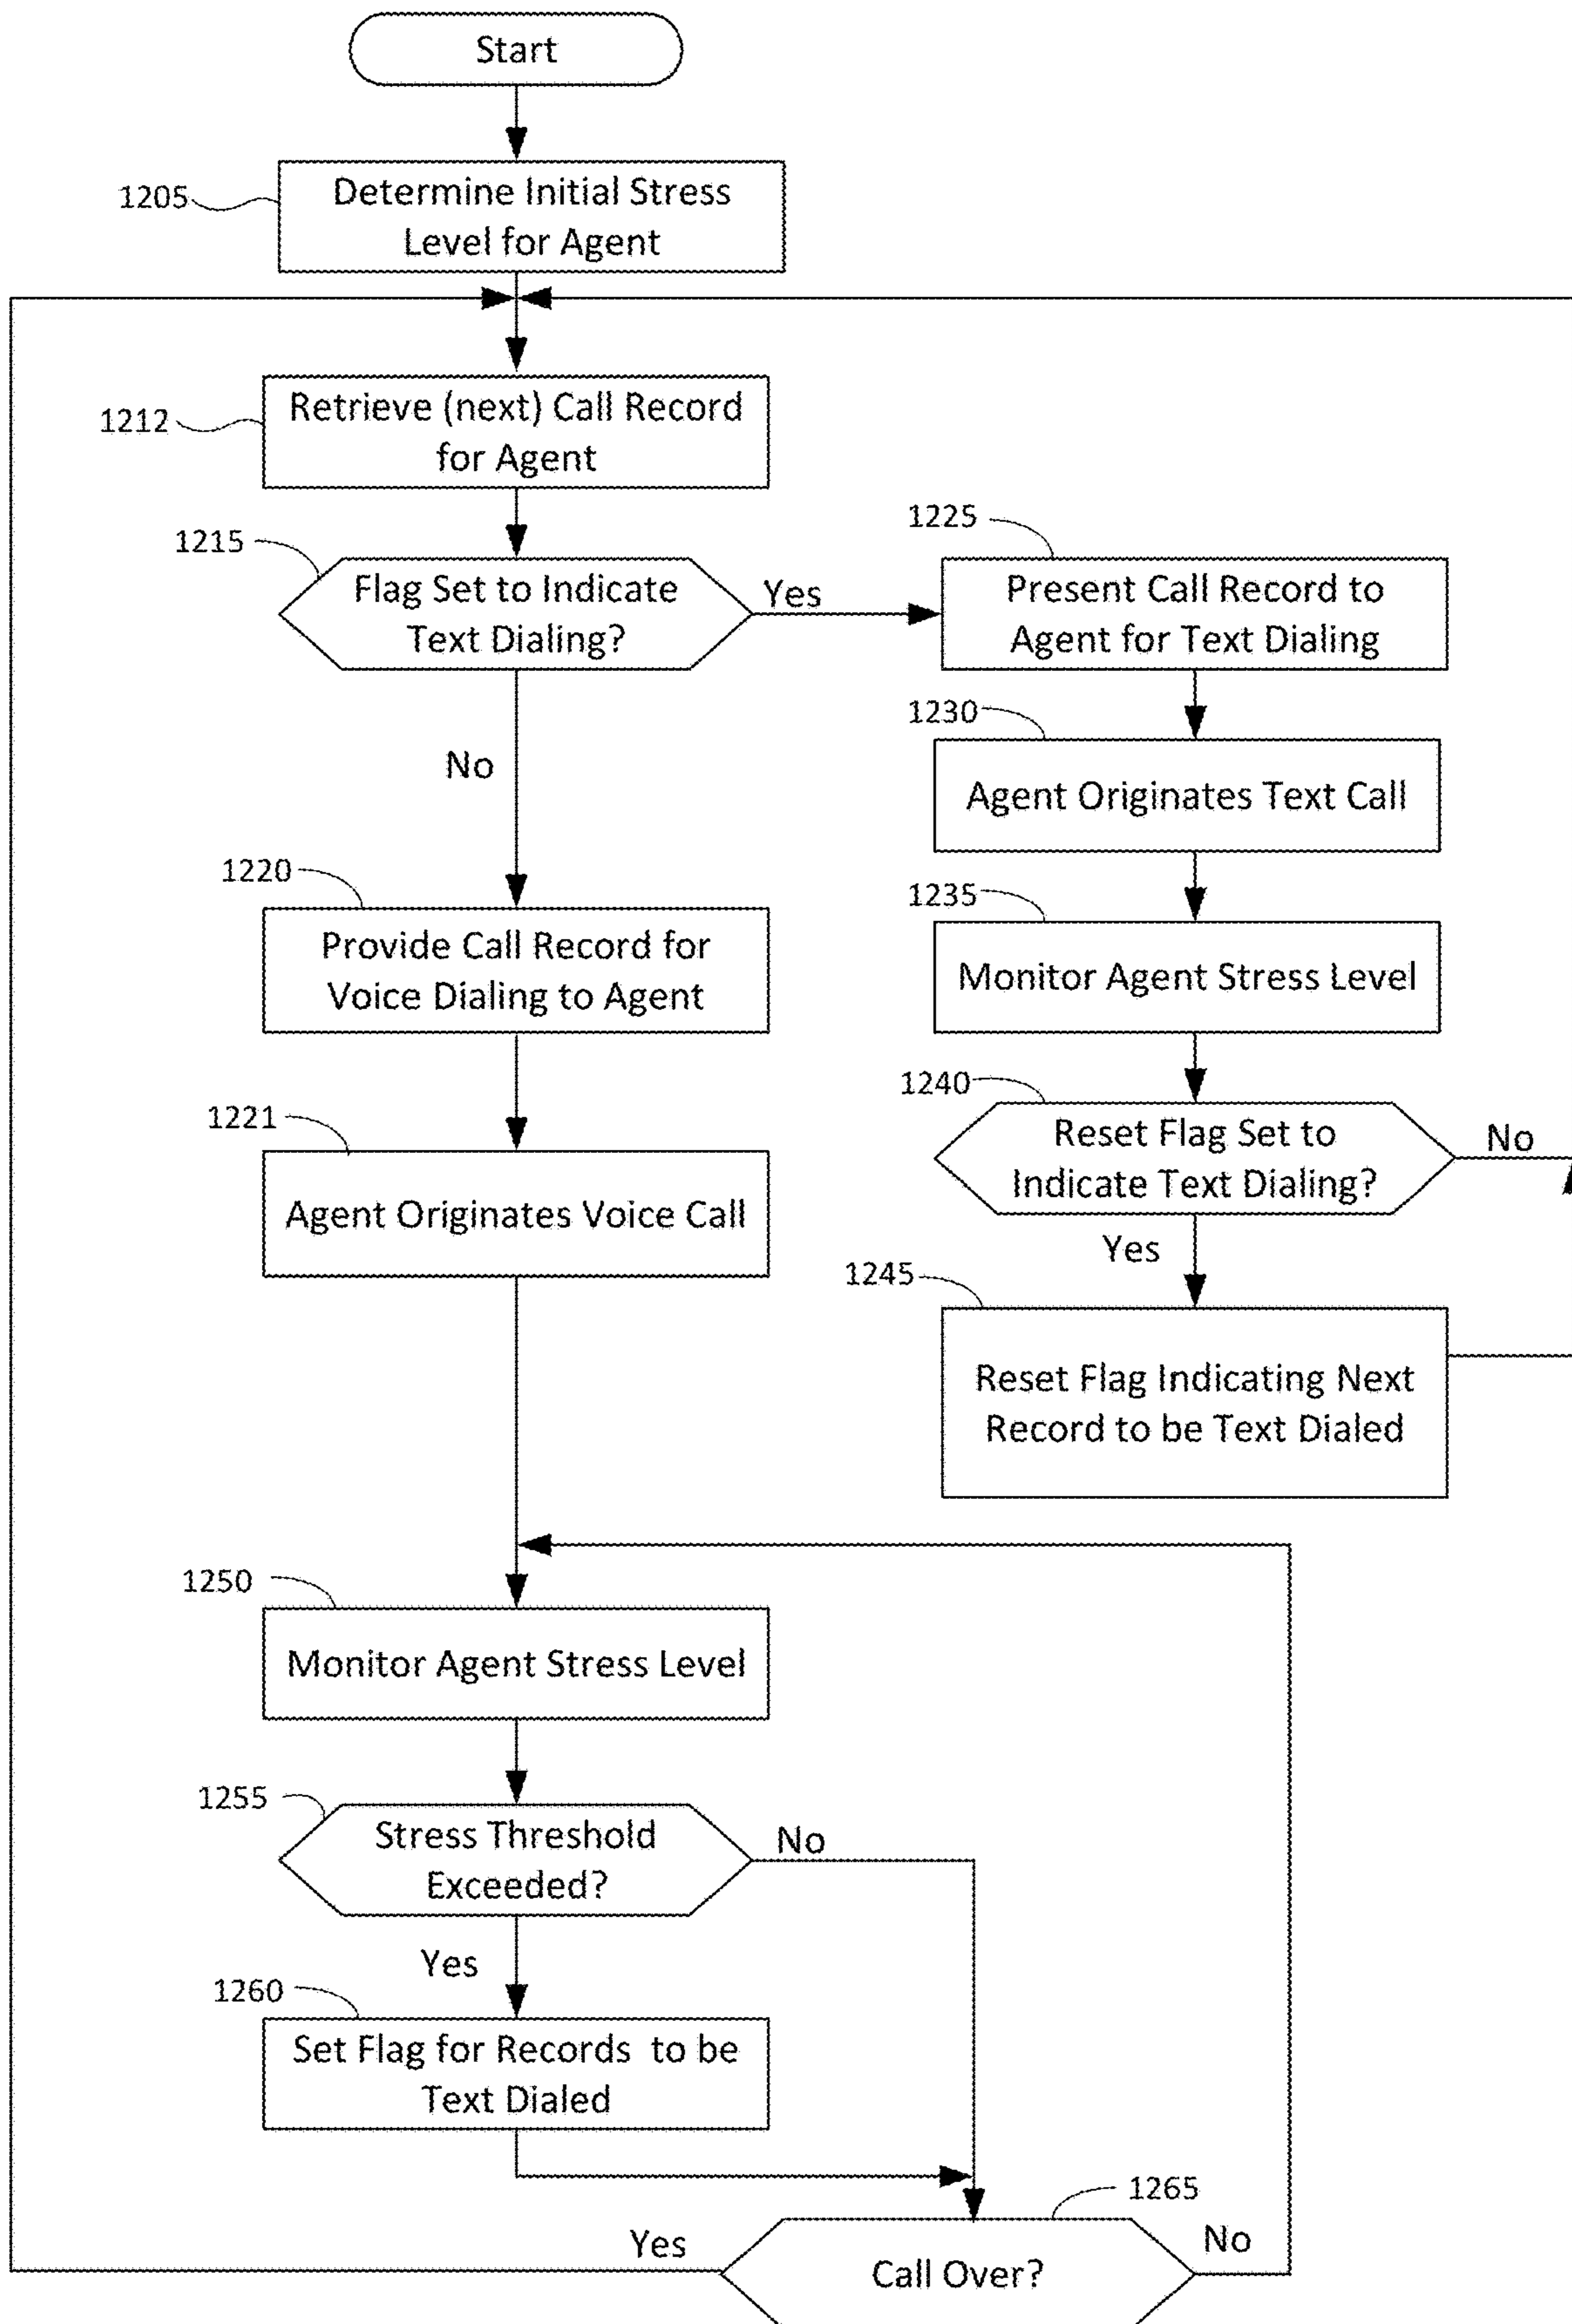 Start
1205
Determine Initial Stress
Level for Agent
1212
Retrieve (next) Call Record
for Agent
1215
Flag Set to Indicate
Text Dialing?
Yes
No
1225
Present Call Record to
Agent for Text Dialing
1230
Agent Originates Text Call
1235
Monitor Agent Stress Level
1240
Reset Flag Set to
Indicate Text Dialing?
No
Yes
1245
Reset Flag Indicating Next
Record to be Text Dialed
1220
Provide Call Record for
Voice Dialing to Agent
1221
Agent Originates Voice Call
1250
Monitor Agent Stress Level
1255
Stress Threshold
Exceeded?
No
Yes
1260
Set Flag for Records to be
Text Dialed
1265
Yes
Call Over?
No